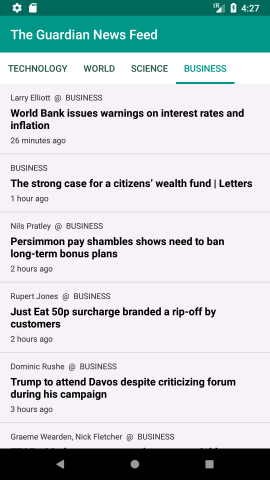 4:27
The Guardian News Feed
TECHNOLOGY WORLD SCIENCE BUSINESS
Larry Elliott @ BUSINESS
World Bank issues warnings on interest rates and
inflation
26 minutes ago
BUSINESS
The strong case for a citizens’ wealth fund | Letters
1 hour ago
Nils Pratley @ BUSINESS
Persimmon pay shambles shows need to ban
long-term bonus plans
2 hours ago
Rupert Jones @ BUSINESS
Just Eat 50p surcharge branded a rip-off by
customers
2 hours ago
Dominic Rushe @ BUSINESS
Trump to attend Davos despite criticizing forum
during his campaign
3 hours ago
Graeme Wearden, Nick Fletcher @ BUSINESS